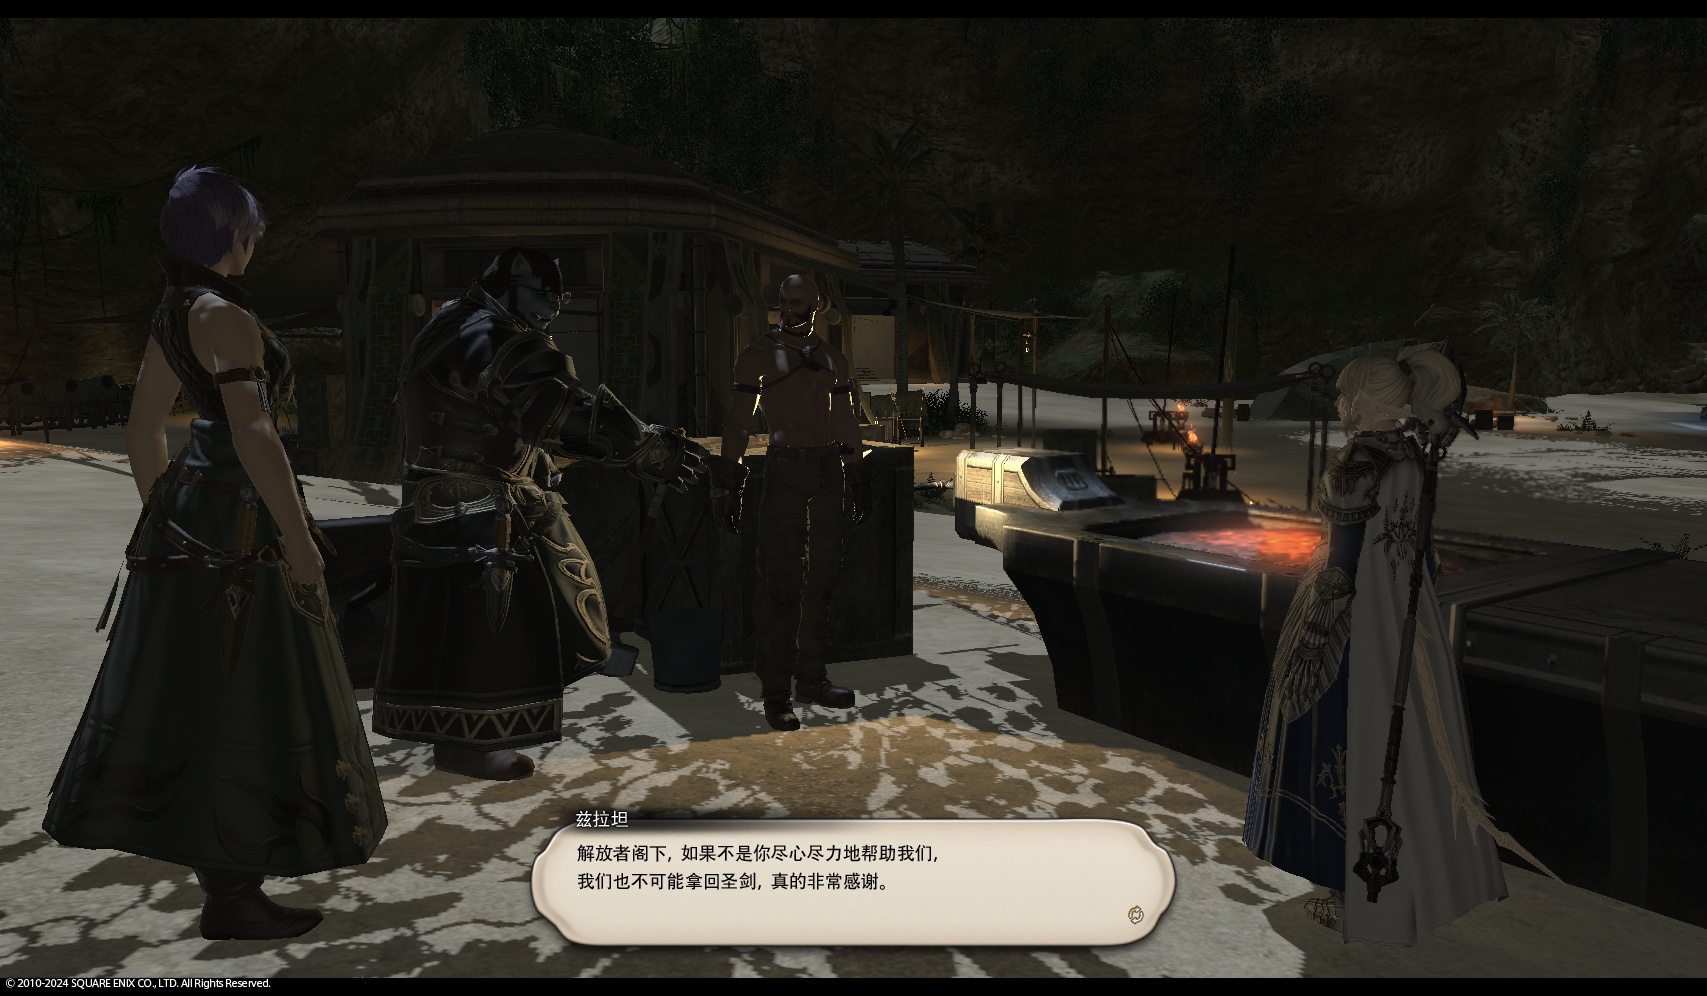 兹拉坦
解放者阁下，如果不是你尽心尽力地帮助我们，
我们也不可能拿回圣剑，真的非常感谢。
© 2010-2024 SQUARE ENIX CO., LTD. All Rights Reserved.